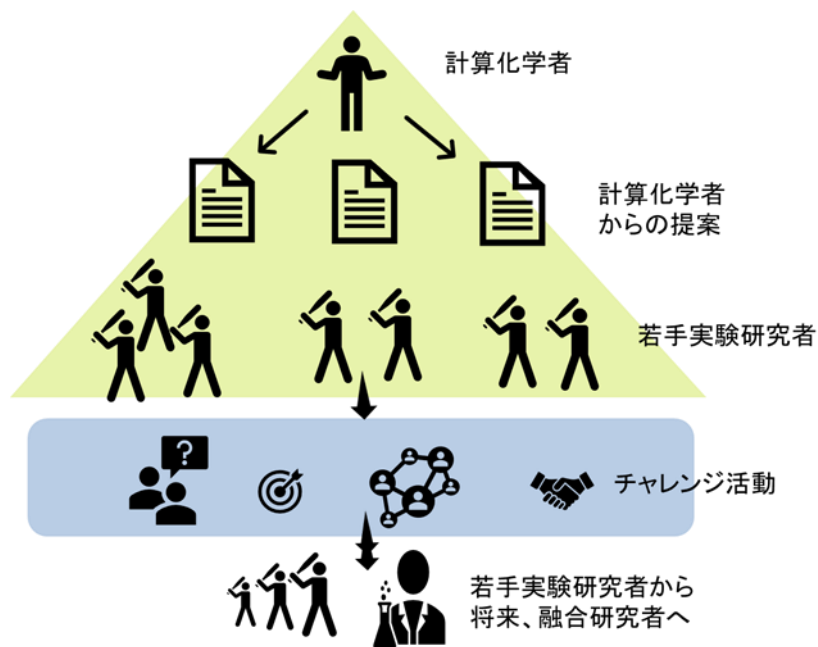 計算化学者
計算化学者
からの提案
若手実験研究者
?
チャレンジ活動
若手実験研究者から
将来、融合研究者へ